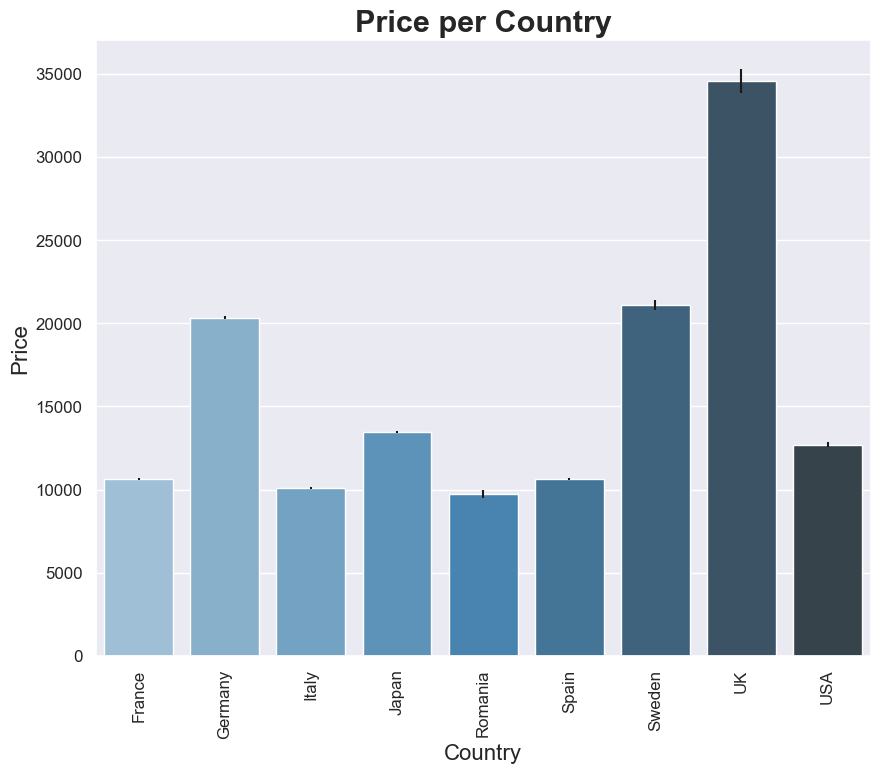 Price per Country
Price
35000
30000
25000
20000
15000
10000
5000
0
France
Germany
Italy
Japan
Romania
Spain
Sweden
UK
USA
Country